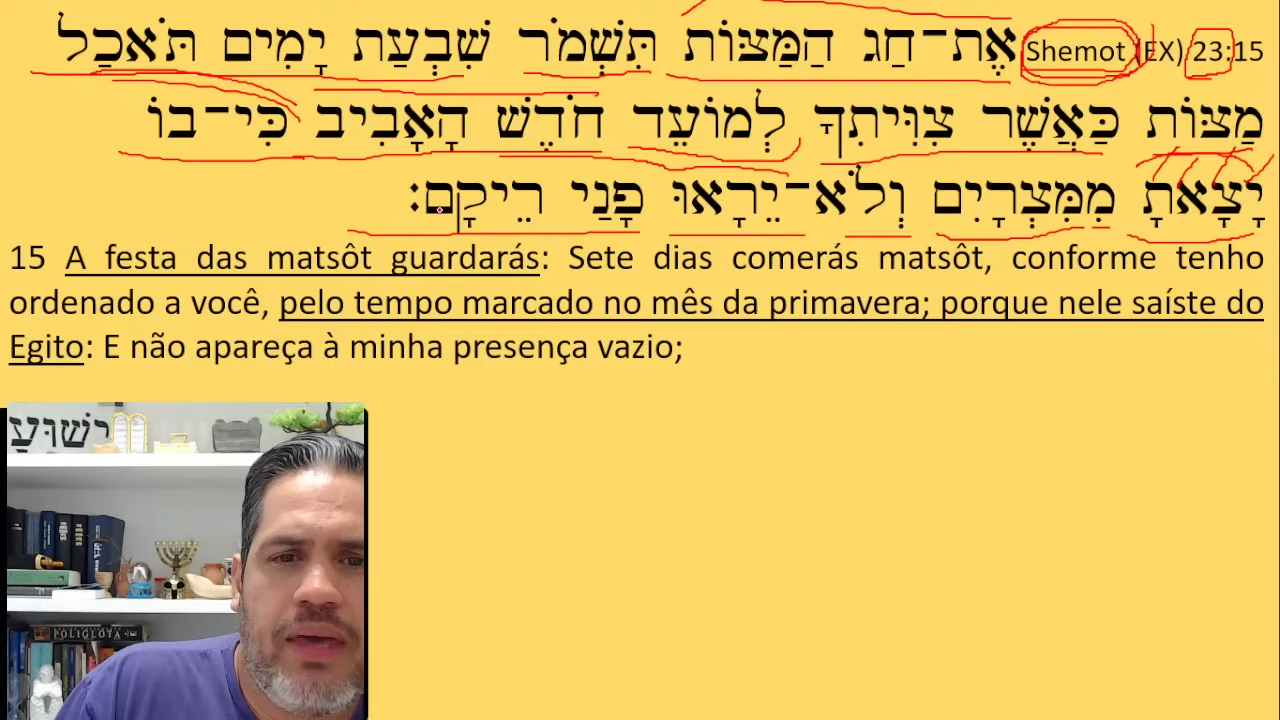 Shemot (EX) 23:15 אֶת־חַג הַמַּצּוֹת תִּשְׁמֹר שִׁבְעַת יָמִים תֹּאכַל
מַצּוֹת כַּאֲשֶׁר צִוִּיתִךָ לְמוֹעֵד חֹדֶשׁ הָאָבִיב כִּי־בוֹ
יָצָאתָ מִמִּצְרָיִם וְלֹא־יֵרָאוּ פָנַי רֵיקָם׃
15 A festa das matsôt guardarás: Sete dias comerás matsôt, conforme tenho
ordenado a você, pelo tempo marcado no mês da primavera; porque nele saíste do
Egito: E não apareça à minha presença vazio;
ישׁוּעַ
POLIGLOTA